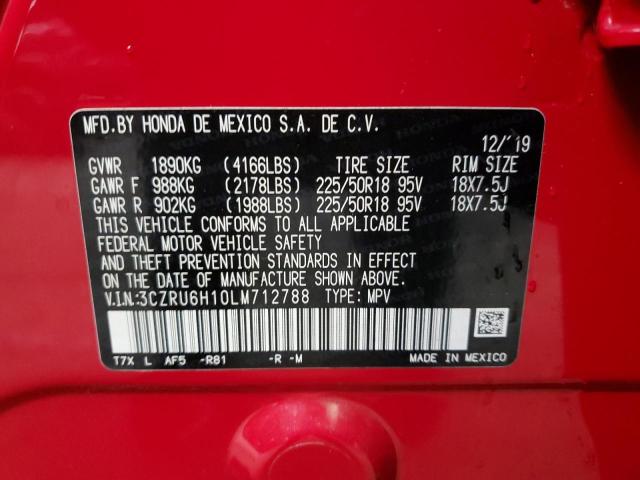 MFD.BY HONDA DE MEXICO S.A. DE C.V.
12/19
GVWR 1890KG (4166LBS) TIRE SIZE RIM SIZE
GAWR F 988KG (2178LBS) 225/50R18 95V 18X7.5J
GAWR R 902KG (1988LBS) 225/50R18 95V 18X7.5J
THIS VEHICLE CONFORMS TO ALL APPLICABLE
FEDERAL MOTOR VEHICLE SAFETY
AND THEFT PREVENTION STANDARDS IN EFFECT
ON THE DATE OF MANUFACTURE SHOWN ABOVE.
V.I.N:3CZRU6H10LM712788 TYPE: MPV
T7X L AF5 -R81 -R -M MADE IN MEXICO